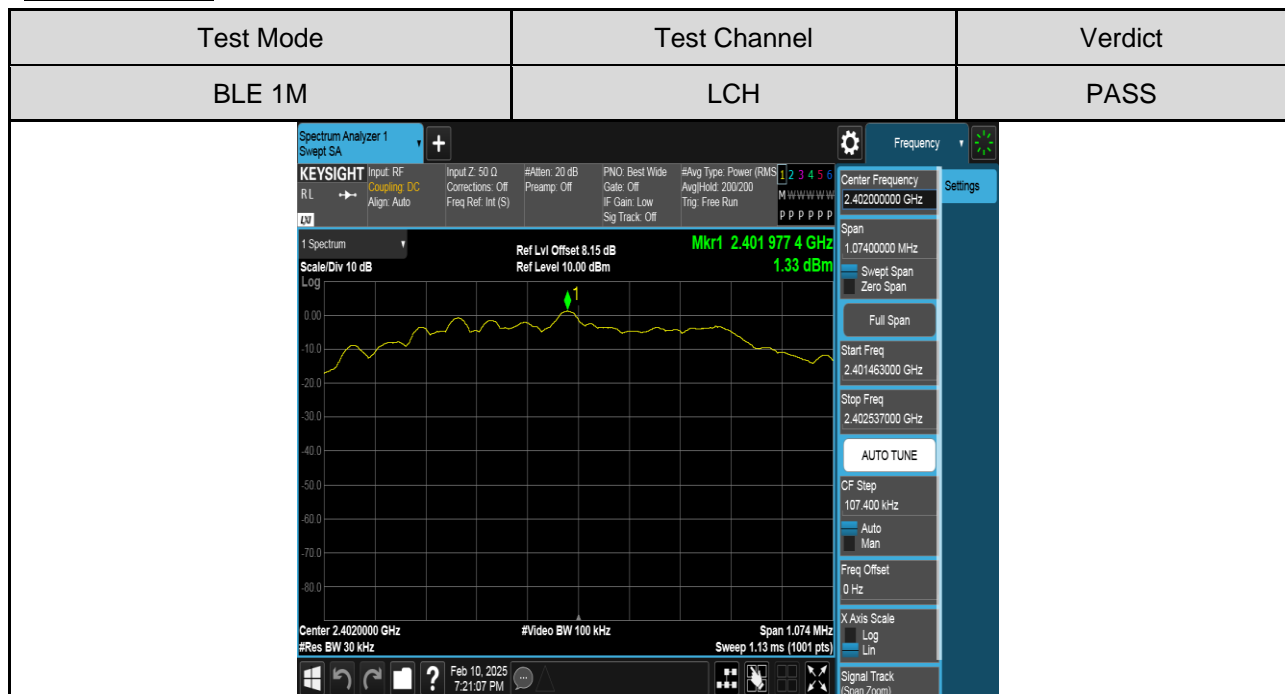 Test Mode Test Channel Verdict
BLE 1M LCH PASS
Spectrum Analyzer 1
Swept SA
+
Frequency
KEYSIGHT
RL
LXI
Input: RF
Coupling: DC
Align: Auto
Input Z: 50 Ω
Corrections: Off
Freq Ref: Int (S)
#Atten: 20 dB
Preamp: Off
PNO: Best Wide
Gate: Off
IF Gain: Low
Sig Track: Off
#Avg Type: Power (RMS
Avg|Hold: 200/200
Trig: Free Run
1 2 3 4 5 6
M W W W W W
P P P P P P
1 Spectrum
Scale/Div 10 dB
Log
Ref Lvl Offset 8.15 dB
Ref Level 10.00 dBm
Mkr1 2.401 977 4 GHz
1.33 dBm
1
0.00
-10.0
-20.0
-30.0
-40.0
-50.0
-60.0
-70.0
-80.0
Center 2.4020000 GHz
#Res BW 30 kHz
#Video BW 100 kHz
Span 1.074 MHz
Sweep 1.13 ms (1001 pts)
Settings
Center Frequency
2.402000000 GHz
Span
1.07400000 MHz
Swept Span
Zero Span
Full Span
Start Freq
2.401463000 GHz
Stop Freq
2.402537000 GHz
AUTO TUNE
CF Step
107.400 kHz
Auto
Man
Freq Offset
0 Hz
X Axis Scale
Log
Lin
Signal Track
(Span Zoom)
?
Feb 10, 2025
7:21:07 PM